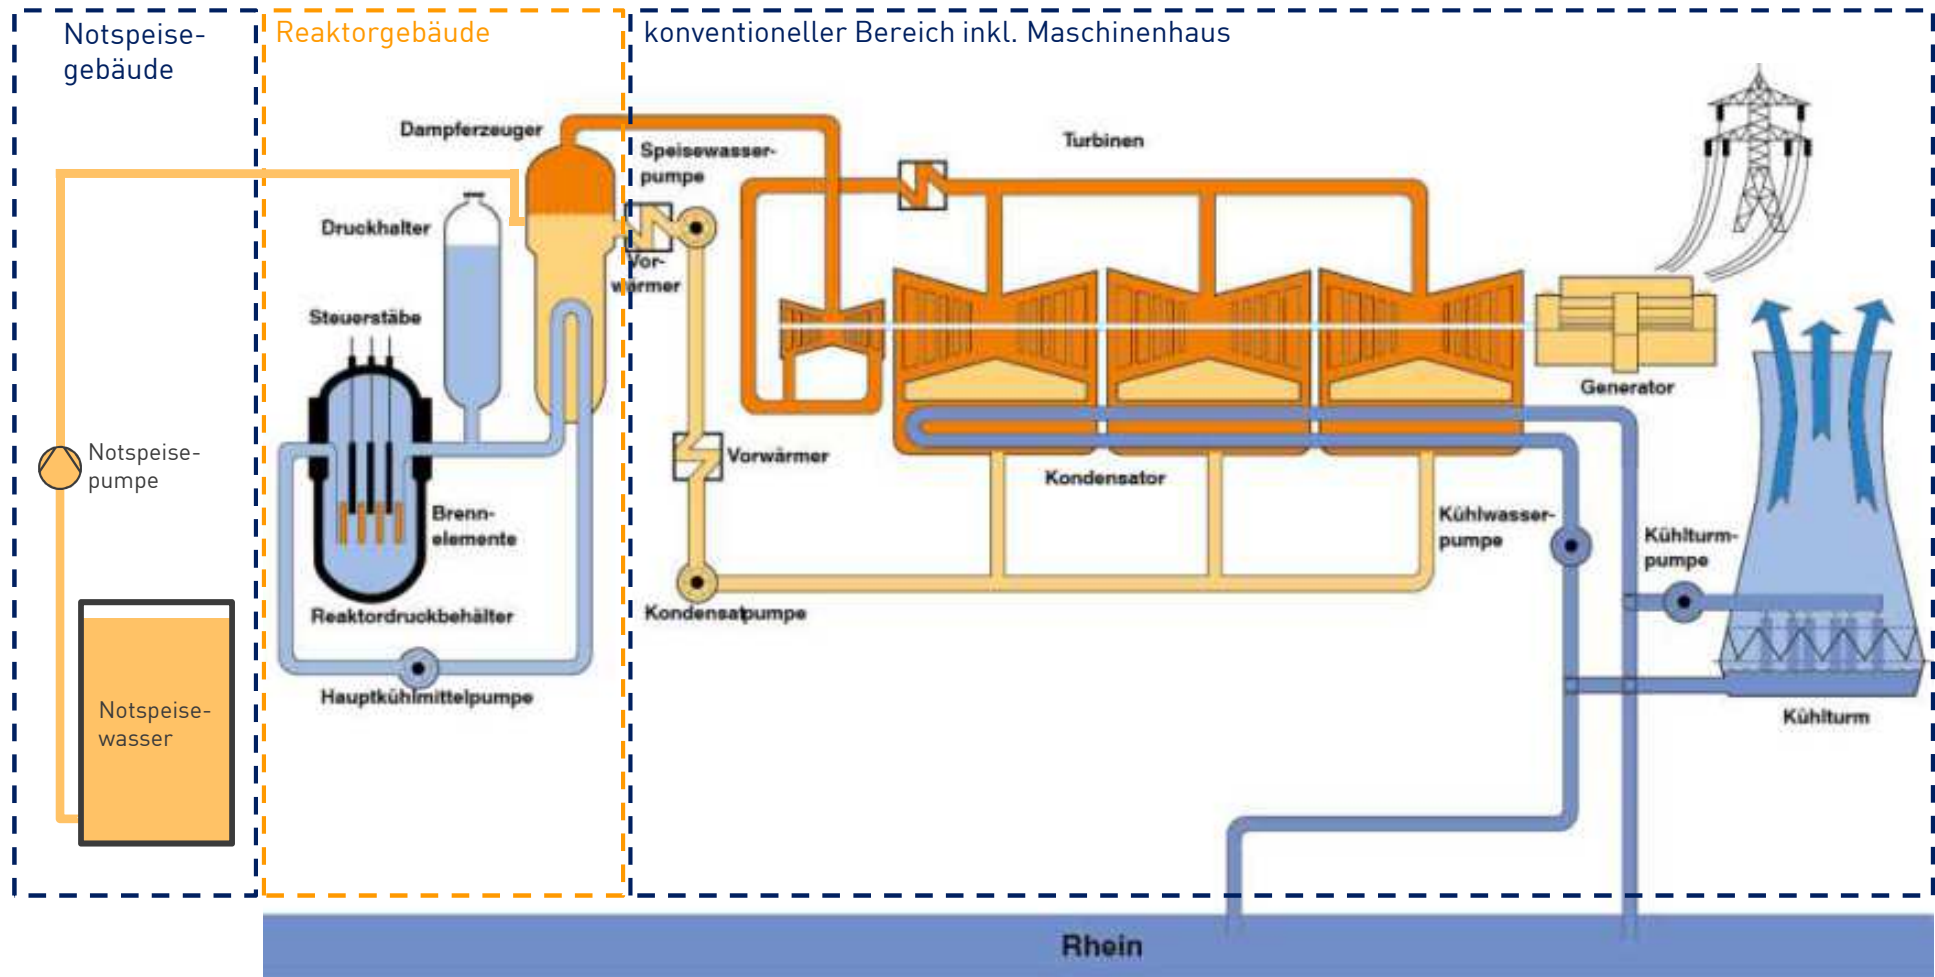 Notspeise-
gebäude
Reaktorgebäude
konventioneller Bereich inkl. Maschinenhaus
Dampferzeuger
Speisewasser-
pumpe
Turbinen
Druckhalter
Vor-
wärmer
Steuerstäbe
Generator
Notspeise-
pumpe
Vorwärmer
Kondensator
Brenn-
elemente
Kühlwasser-
pumpe
Kühlturm-
pumpe
Reaktordruckbehälter
Kondensatpumpe
Hauptkühlmittelpumpe
Notspeise-
wasser
Kühlturm
Rhein